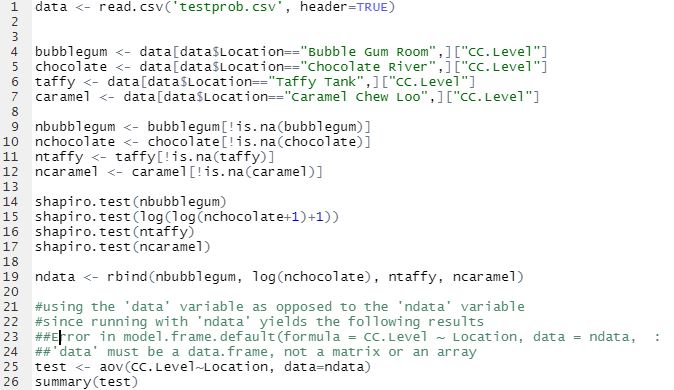 1 data <- read.csv('testprob.csv', header=TRUE)
2
3
4 bubblegum <- data[data$Location=="Bubble Gum Room",]["CC.Level"]
5 chocolate <- data[data$Location=="Chocolate River",]["CC.Level"]
6 taffy <- data[data$Location=="Taffy Tank",]["CC.Level"]
7 caramel <- data[data$Location=="Caramel Chew Loo",]["CC.Level"]
8
9 nbubblegum <- bubblegum[!is.na(bubblegum)]
10 nchocolate <- chocolate[!is.na(chocolate)]
11 ntaffy <- taffy[!is.na(taffy)]
12 ncaramel <- caramel[!is.na(caramel)]
13
14 shapiro.test(nbubblegum)
15 shapiro.test(log(log(nchocolate+1)+1))
16 shapiro.test(ntaffy)
17 shapiro.test(ncaramel)
18
19 ndata <- rbind(nbubblegum, log(nchocolate), ntaffy, ncaramel)
20
21 #using the 'data' variable as opposed to the 'ndata' variable
22 #since running with 'ndata' yields the following results
23 ##Error in model.frame.default(formula = CC.Level ~ Location, data = ndata,  :
24 ##'data' must be a data.frame, not a matrix or an array
25 test <- aov(CC.Level~Location, data=ndata)
26 summary(test)